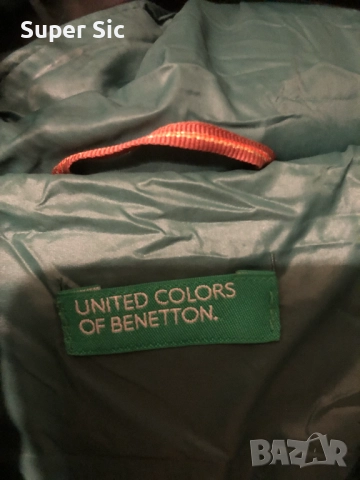 Super Sic
UNITED COLORS
OF BENETTON.
BAZAR